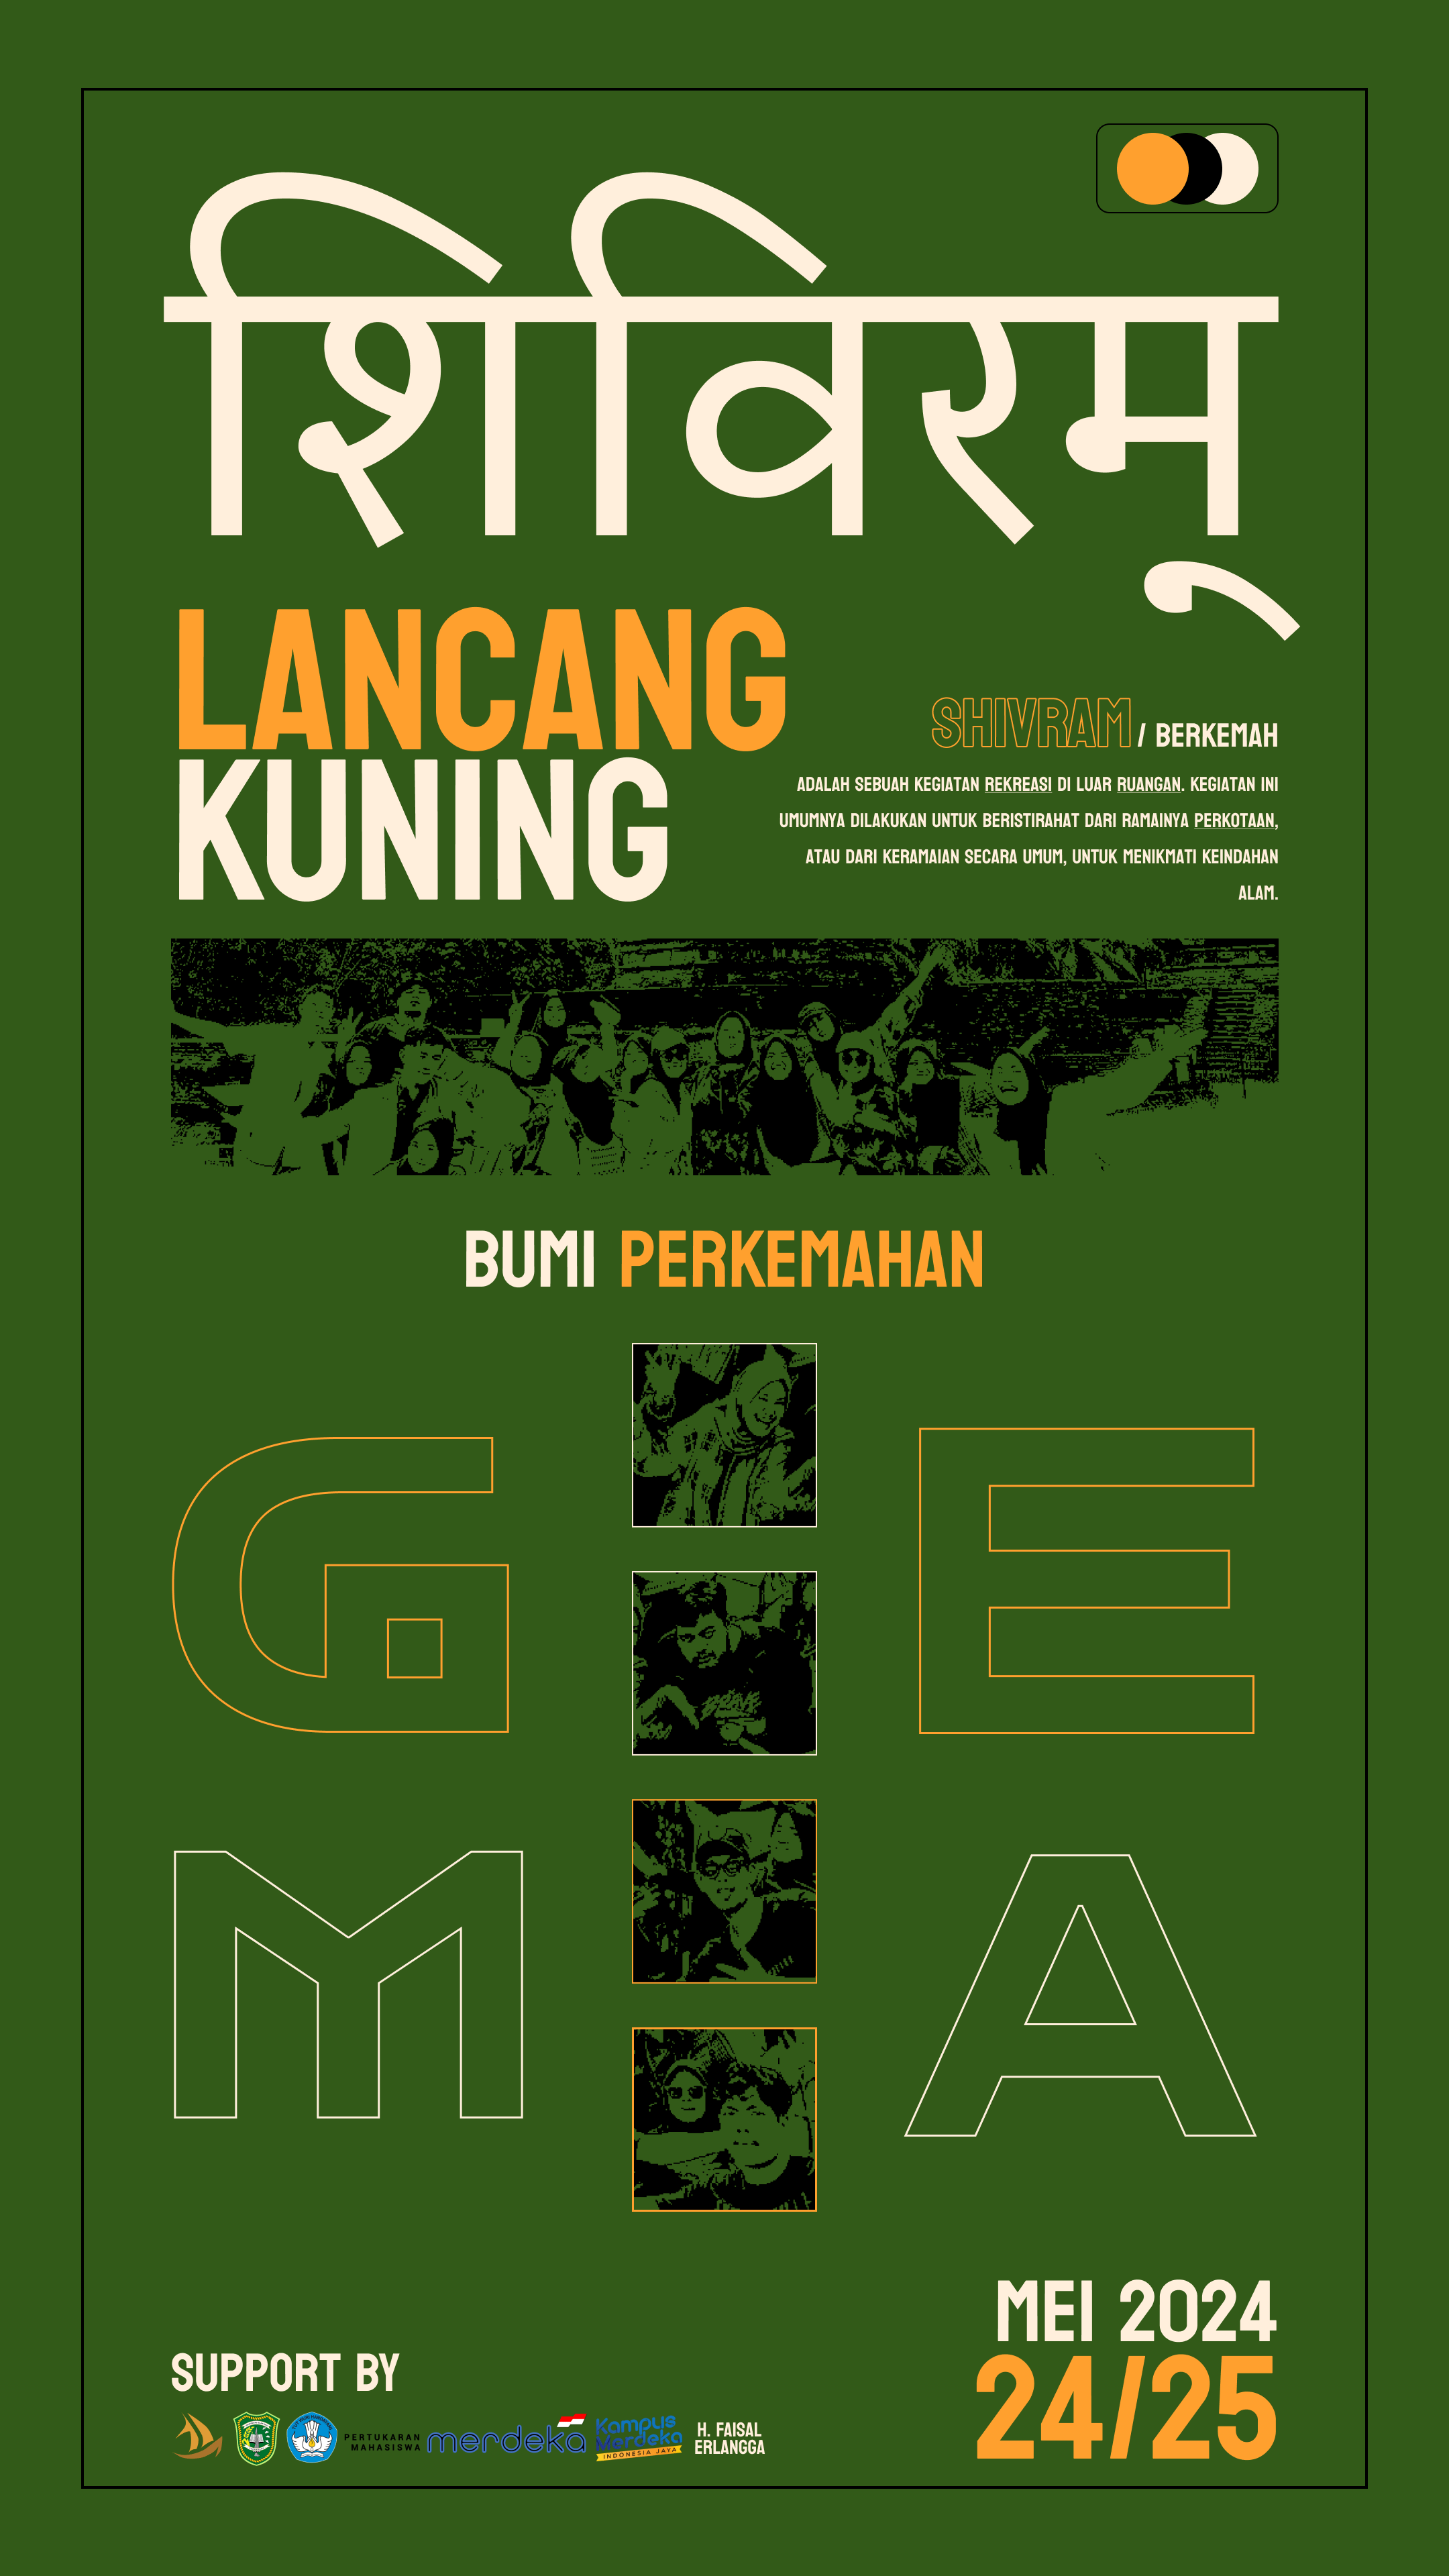 शिविरमु
LANCANG
KUNING
SHIVRAM / BERKEMAH
ADALAH SEBUAH KEGIATAN REKREASI DI LUAR RUANGAN. KEGIATAN INI
UMUMNYA DILAKUKAN UNTUK BERISTIRAHAT DARI RAMAINYA PERKOTAAN,
ATAU DARI KERAMAIAN SECARA UMUM, UNTUK MENIKMATI KEINDAHAN
ALAM.
BUMI PERKEMAHAN
G E
M A
MEI 2024
24/25
SUPPORT BY
PERTUKARAN
MAHASISWA
merdeka
Kampus
Merdeka
INDONESIA JAYA
H. FAISAL
ERLANGGA